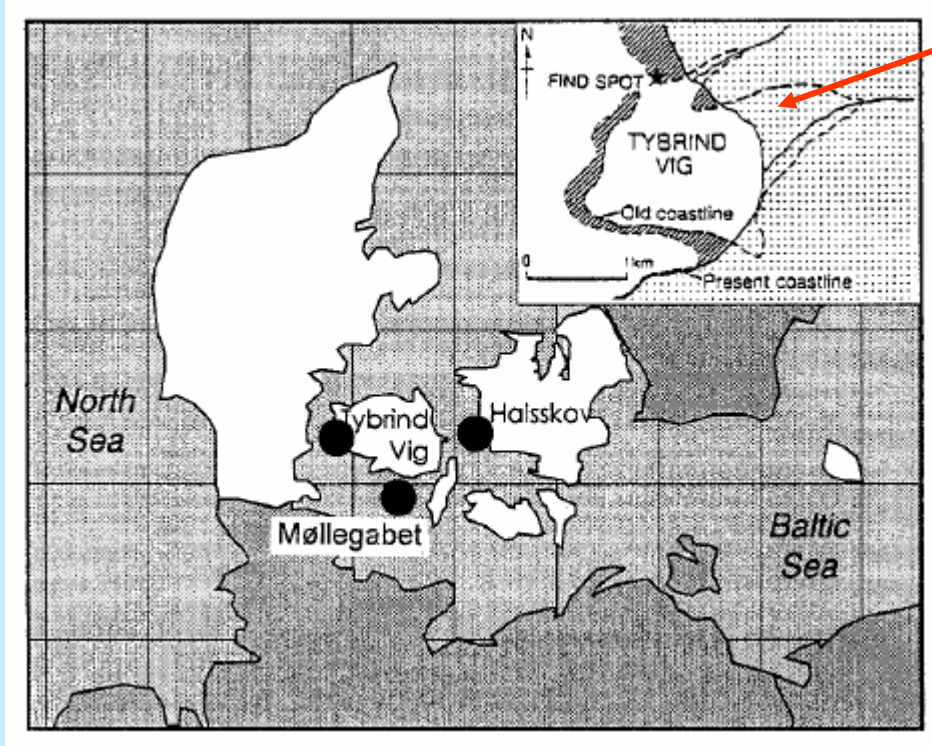 N
FIND SPOT
TYBRIND
VIG
Old coastline
0
1 km
Present coastline
North
Sea
Tybrind
Vig
Halsskov
Møllegabet
Baltic
Sea